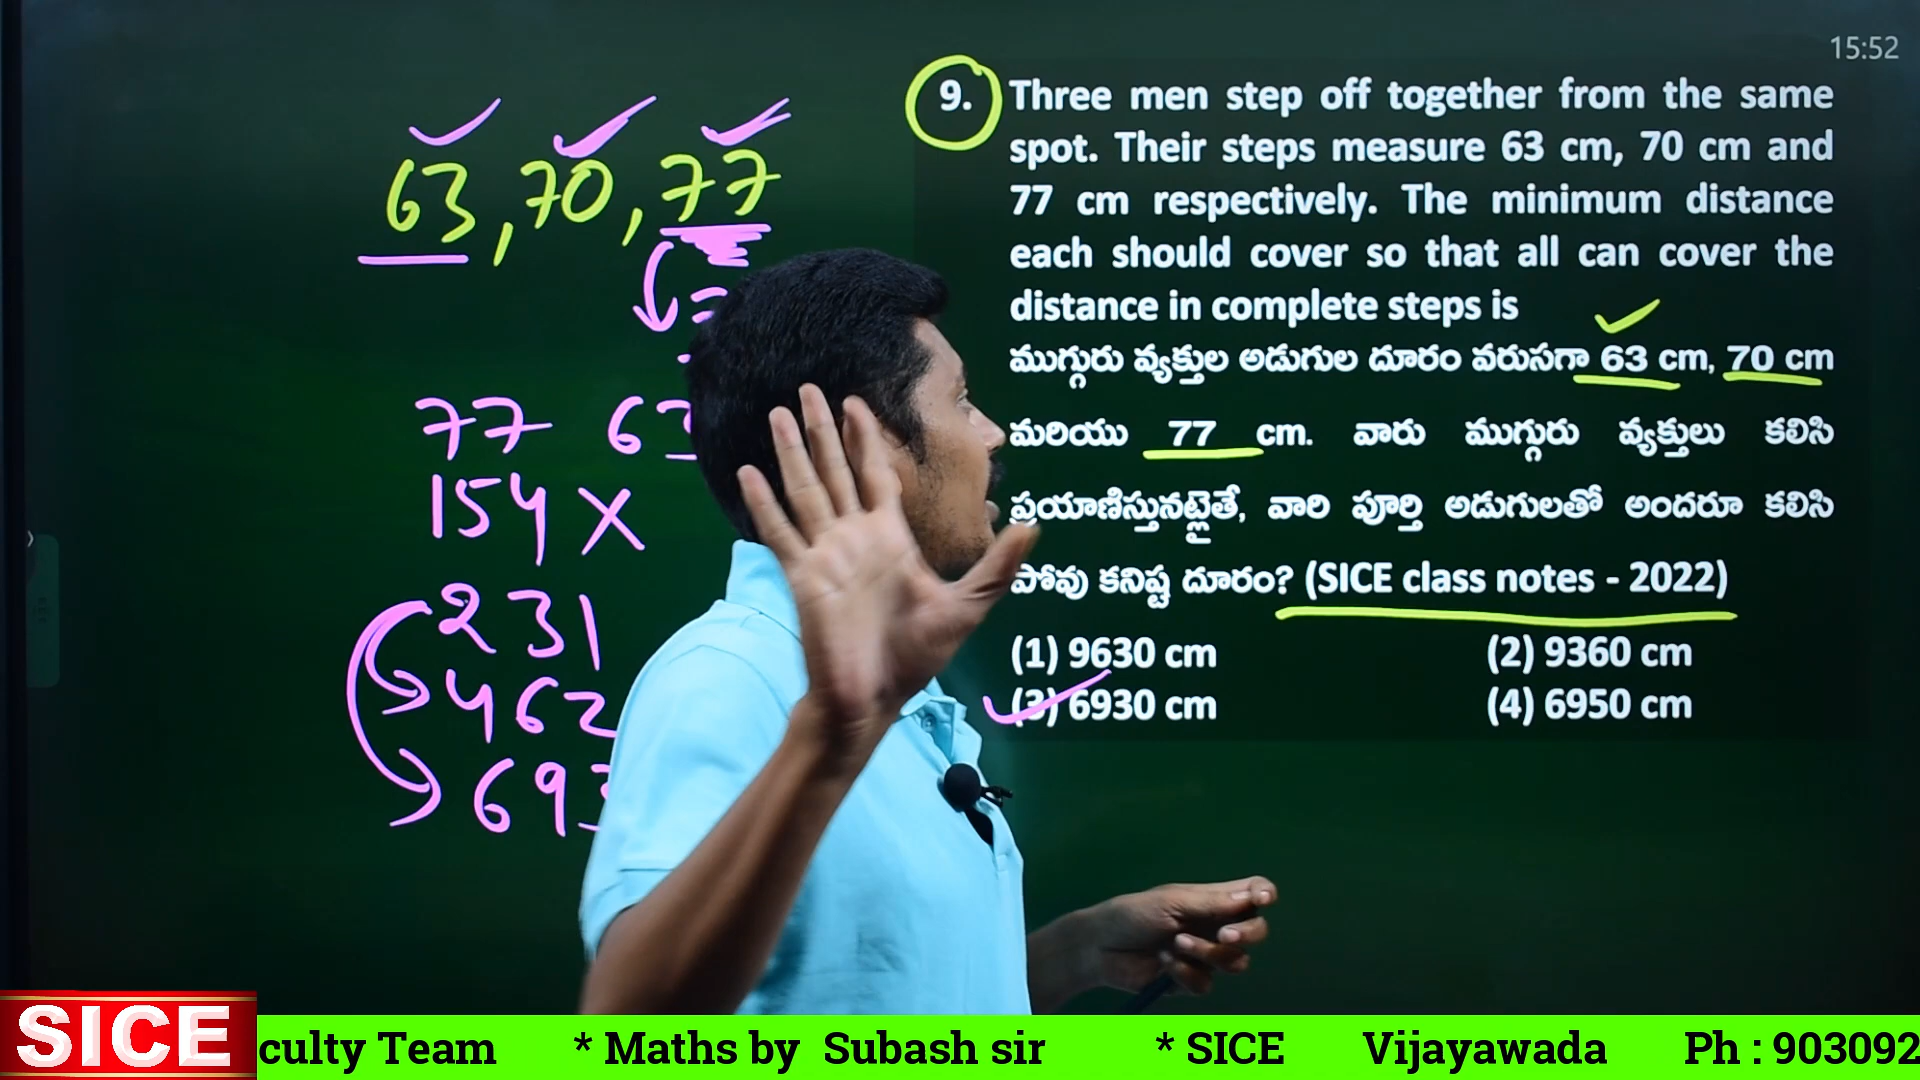 15:52
9. Three men step off together from the same
spot. Their steps measure 63 cm, 70 cm and
77 cm respectively. The minimum distance
each should cover so that all can cover the
distance in complete steps is
ముగ్గురు వ్యక్తుల అడుగుల దూరం వరుసగా 63 cm, 70 cm
మరియు 77 cm. వారు ముగ్గురు వ్యక్తులు కలిసి
ప్రయాణిస్తునట్లైతే, వారి పూర్తి అడుగులతో అందరూ కలిసి
పోవు కనిష్ట దూరం? (SICE class notes - 2022)
(1) 9630 cm (2) 9360 cm
(3) 6930 cm (4) 6950 cm
63, 70, 77
77 63
154 X
231
462
693
SICE
culty Team * Maths by Subash sir * SICE Vijayawada Ph : 903092